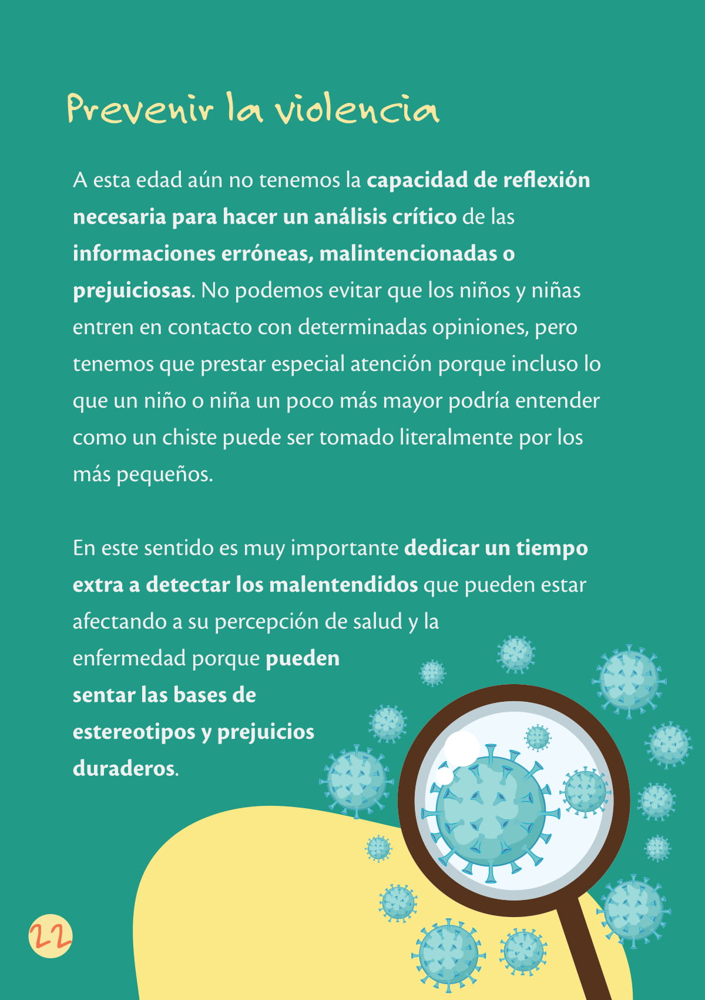 Prevenir la violencia
A esta edad aún no tenemos la capacidad de reflexión
necesaria para hacer un análisis crítico de las
informaciones erróneas, malintencionadas o
prejuiciosas. No podemos evitar que los niños y niñas
entren en contacto con determinadas opiniones, pero
tenemos que prestar especial atención porque incluso lo
que un niño o niña un poco más mayor podría entender
como un chiste puede ser tomado literalmente por los
más pequeños.
En este sentido es muy importante dedicar un tiempo
extra a detectar los malentendidos que pueden estar
afectando a su percepción de salud y la
enfermedad porque pueden
sentar las bases de
estereotipos y prejuicios
duraderos.
22